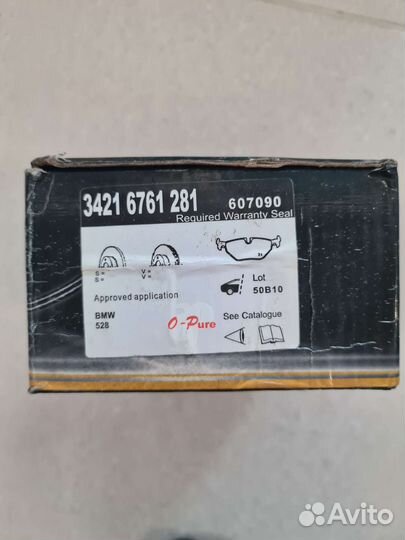 3421 6761 281 607090
Required Warranty Seal
S= V=
S= V=
Lot
50B10
Approved application
BMW
528
O-Pure
See Catalogue
Avito